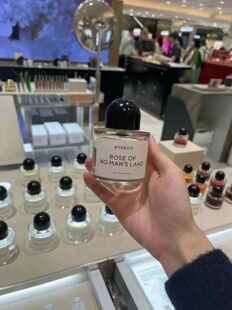 BYREDO
ROSE OF
NO MAN'S LAND